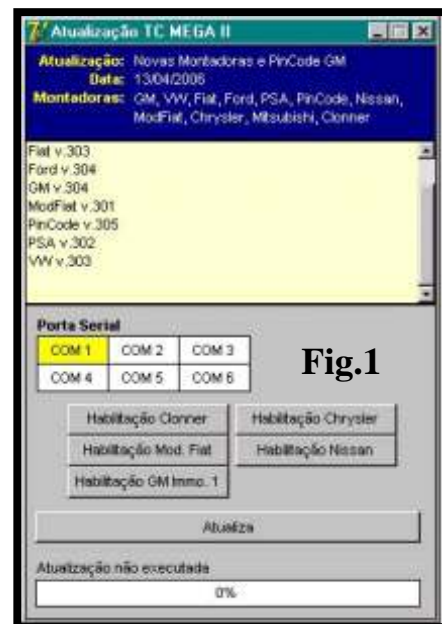 Atualização TC MEGA II
Atualização: Novas Montadoras e PinCode GM
Data: 13/04/2006
Montadoras: GM, VW, Fiat, Ford, PSA, PinCode, Nissan,
ModFiat, Chrysler, Mitsubishi, Clonner
Fiat v.303
Ford v.304
GM v.304
ModFiat v.301
PinCode v.305
PSA v.302
VW v.303
Porta Serial
COM 1 COM 2 COM 3
COM 4 COM 5 COM 6
Fig.1
Habilitação Clonner Habilitação Chrysler
Habilitação Mod. Fiat Habilitação Nissan
Habilitação GM Immo. 1
Atualiza
Atualização não executada
0%